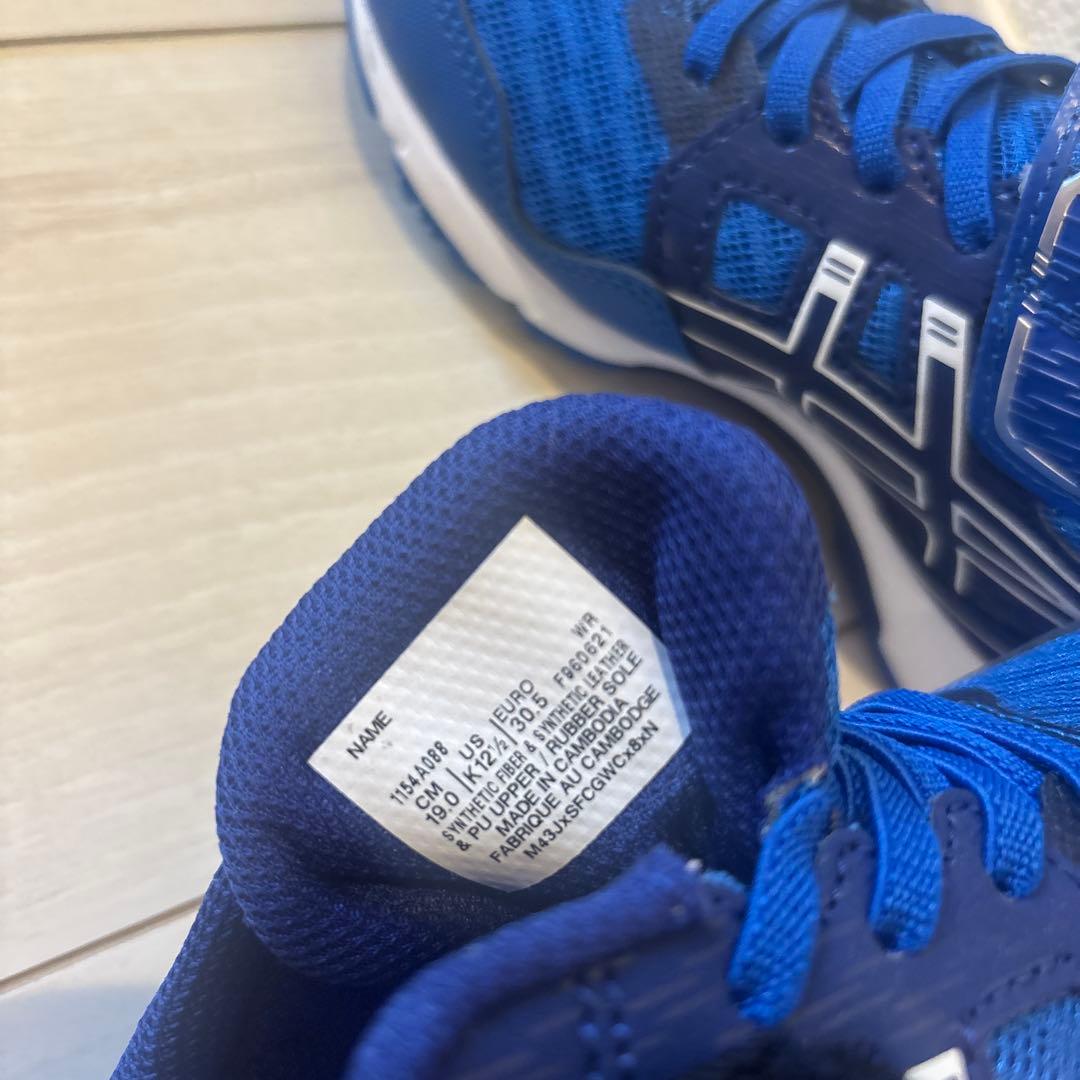 NAME
1154A088 WR
CM | US | EURO F960621
19.0 | K12½ | 30.5
SYNTHETIC FIBER & SYNTHETIC LEATHER
& PU UPPER / RUBBER SOLE
MADE IN CAMBODIA
FABRIQUE AU CAMBODGE
M43JxSFCGWCx8xN